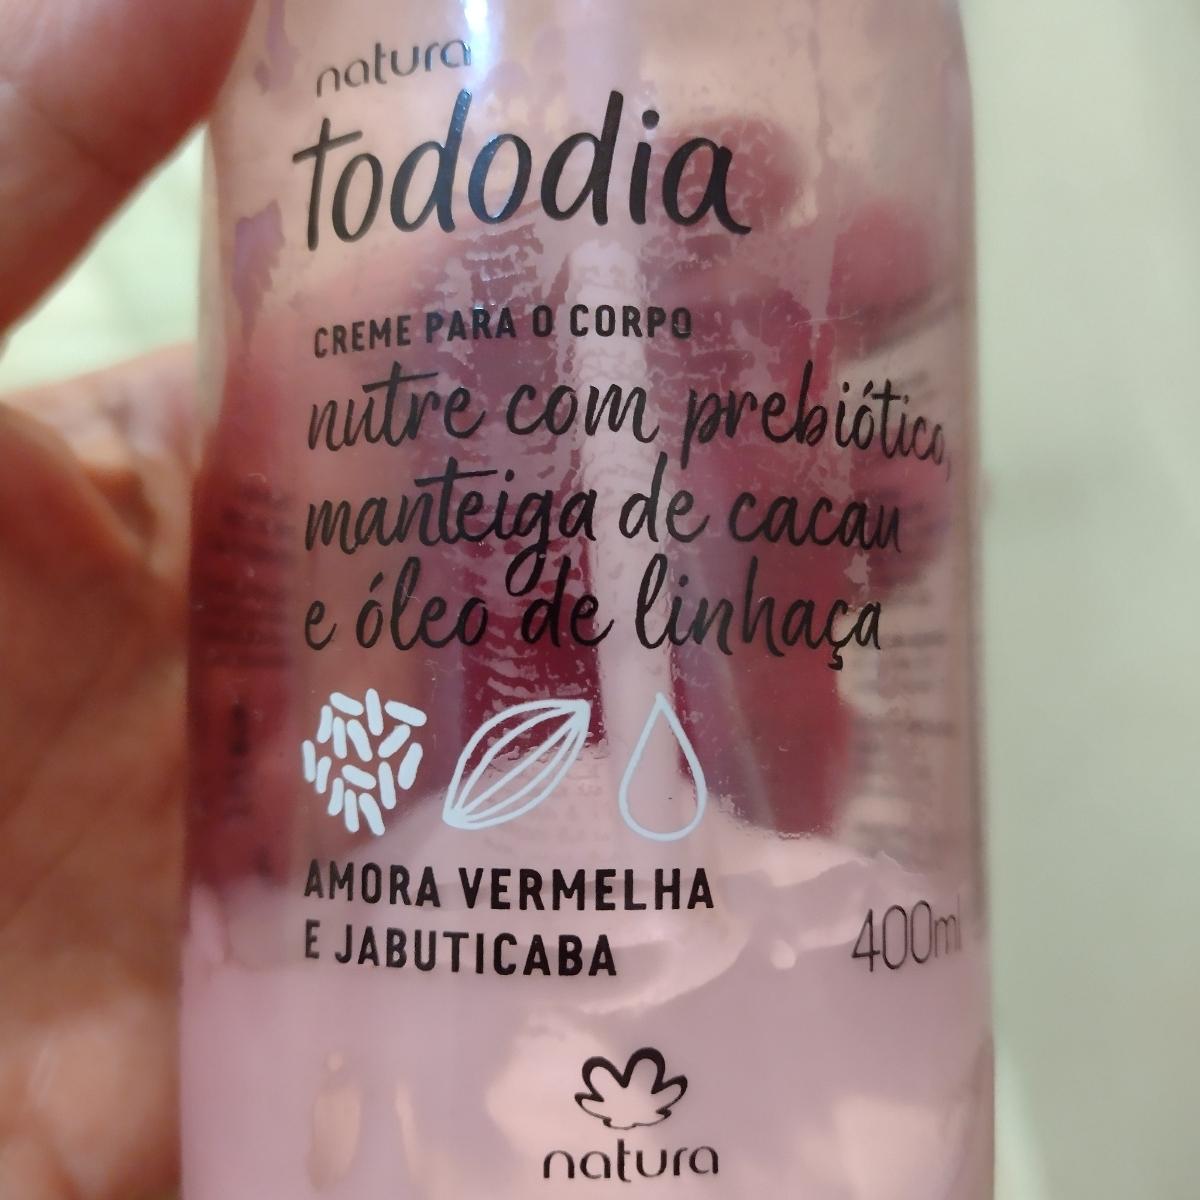 natura
tododia
CREME PARA O CORPO
nutre com prebiótico,
manteiga de cacau
e óleo de linhaça
AMORA VERMELHA
E JABUTICABA
400ml
natura